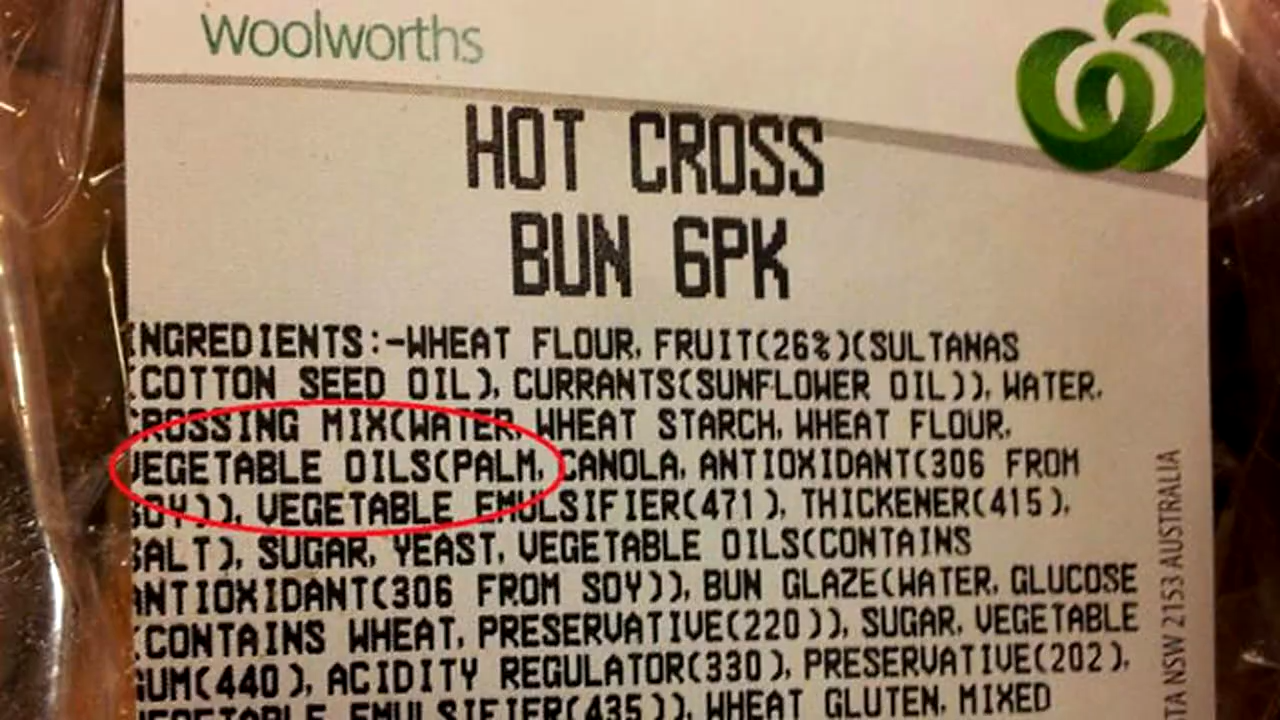 Woolworths
HOT CROSS
BUN 6PK
INGREDIENTS:-WHEAT FLOUR, FRUIT(26%)(SULTANAS
(COTTON SEED OIL), CURRANTS(SUNFLOWER OIL)), WATER,
CROSSING MIX(WATER, WHEAT STARCH, WHEAT FLOUR,
VEGETABLE OILS(PALM, CANOLA, ANTIOXIDANT(306 FROM
SOY)), VEGETABLE EMULSIFIER(471), THICKENER(415),
SALT), SUGAR, YEAST, VEGETABLE OILS(CONTAINS
ANTIOXIDANT(306 FROM SOY)), BUN GLAZE(WATER, GLUCOSE
(CONTAINS WHEAT, PRESERVATIVE(220)), SUGAR, VEGETABLE
GUM(440), ACIDITY REGULATOR(330), PRESERVATIVE(202),
VEGETABLE EMULSIFIER(435)), WHEAT GLUTEN, MIXED
NSW 2153 AUSTRALIA